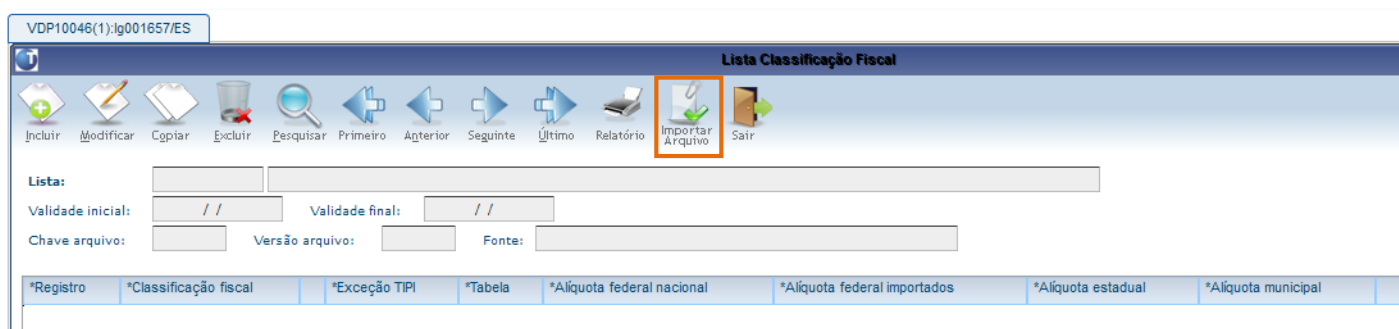 VDP10046(1):lg001657/ES
Lista Classificação Fiscal
Incluir Modificar Copiar Excluir Pesquisar Primeiro Anterior Seguinte Último Relatório Importar Arquivo Sair
Lista:
Validade inicial: / / Validade final: / /
Chave arquivo: Versão arquivo: Fonte:
*Registro *Classificação fiscal *Exceção TIPI *Tabela *Alíquota federal nacional *Alíquota federal importados *Alíquota estadual *Alíquota municipal